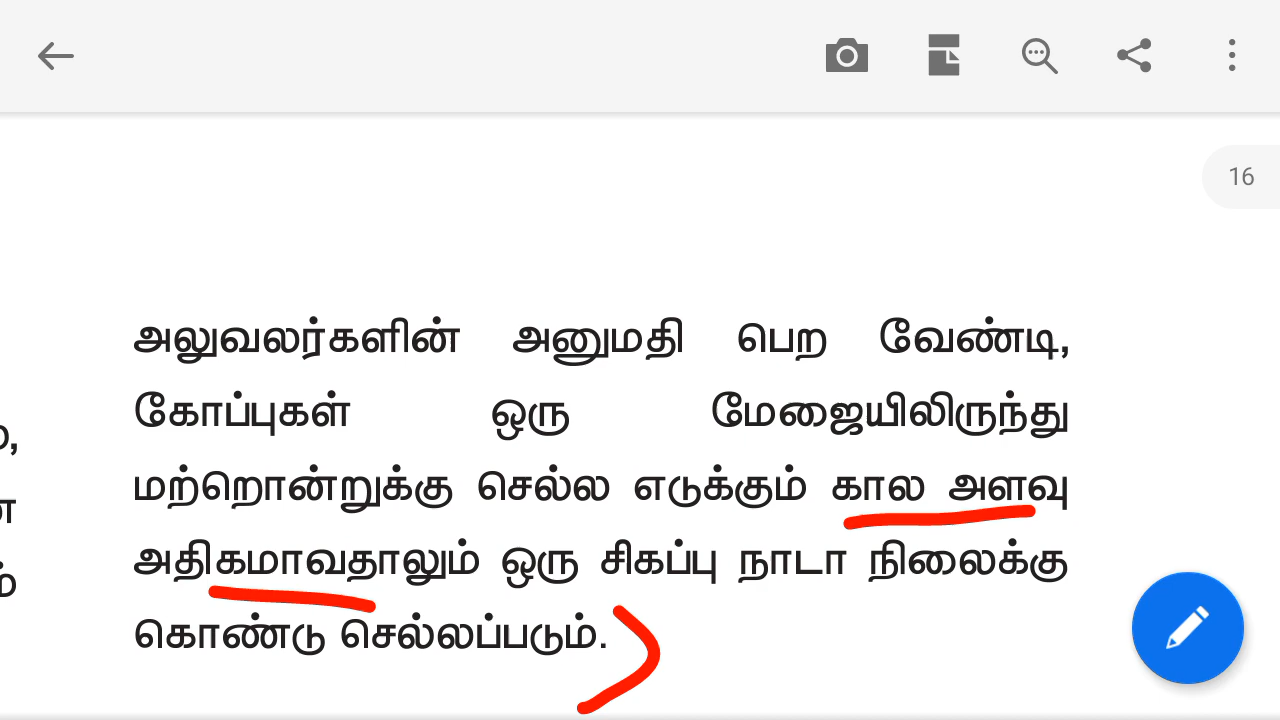 16
அலுவலர்களின் அனுமதி பெற வேண்டி,
கோப்புகள் ஒரு மேஜையிலிருந்து
மற்றொன்றுக்கு செல்ல எடுக்கும் கால அளவு
அதிகமாவதாலும் ஒரு சிகப்பு நாடா நிலைக்கு
கொண்டு செல்லப்படும்.